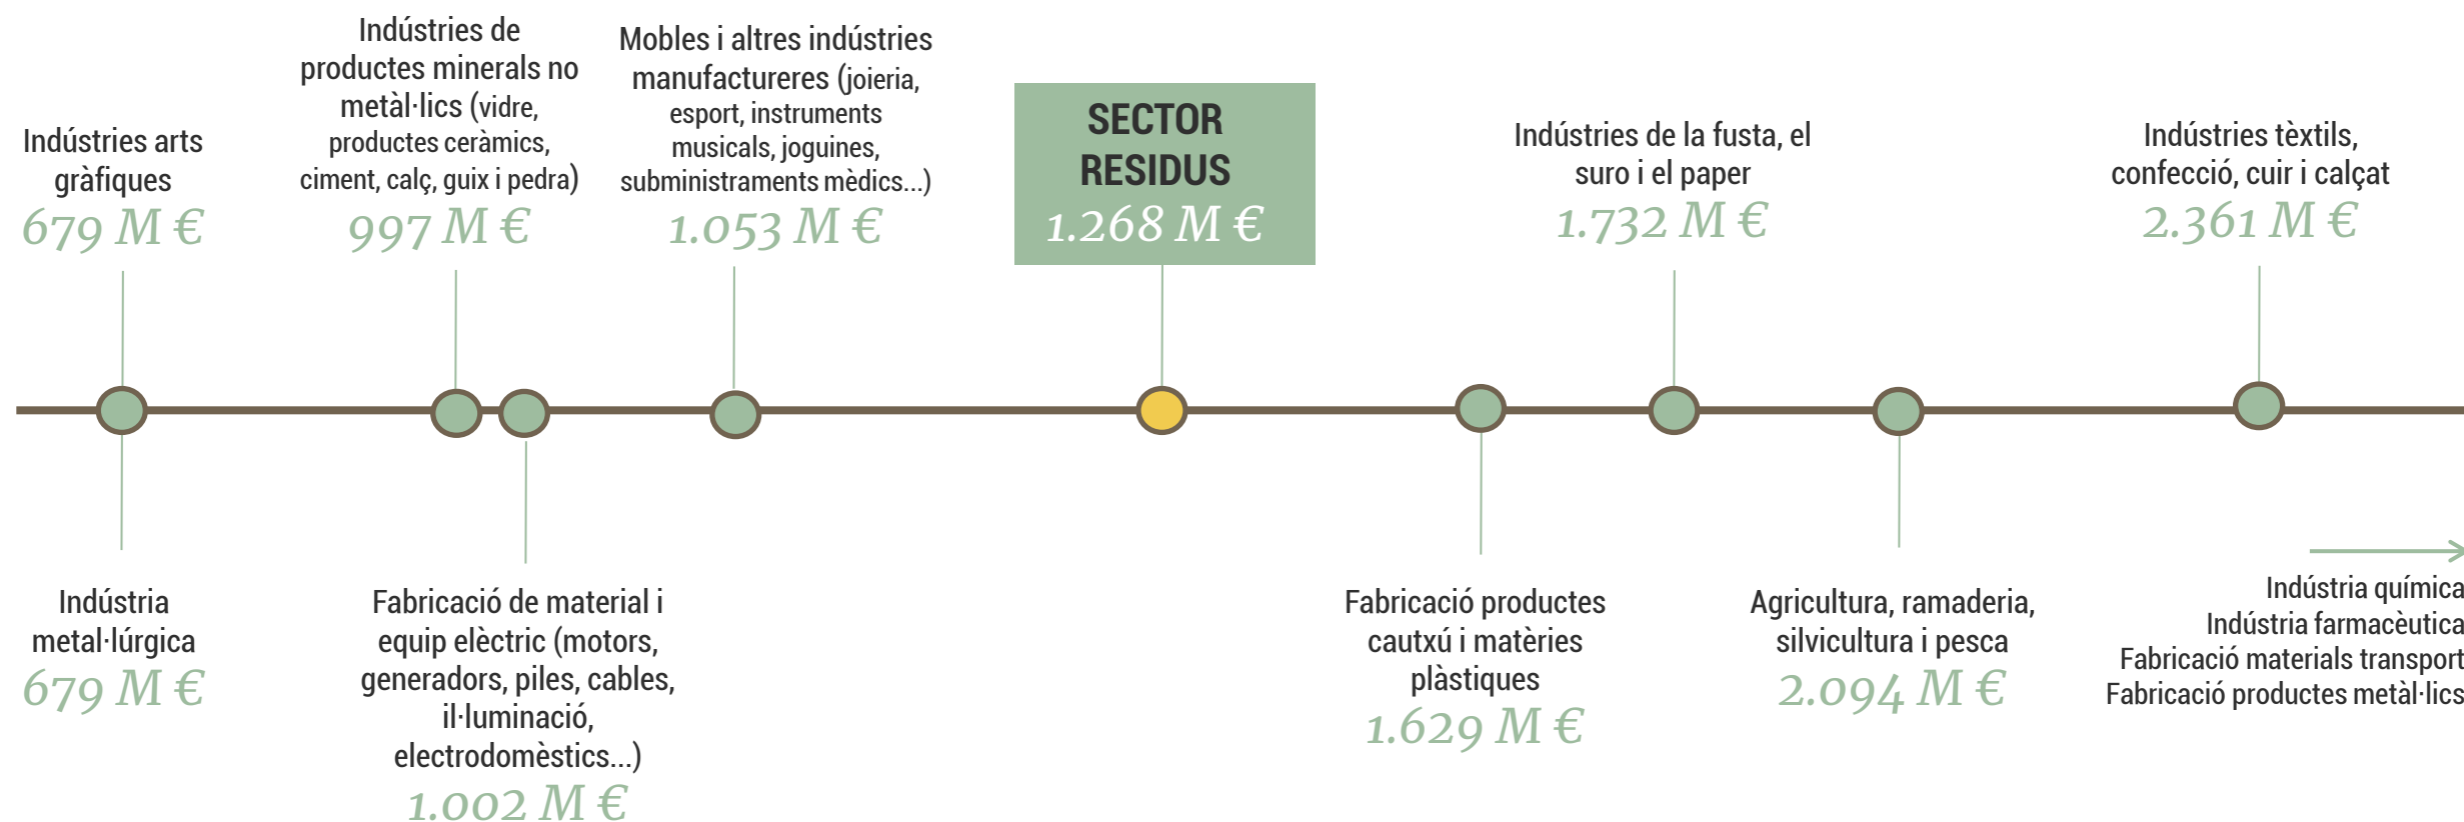 Indústries arts
gràfiques
679 M €
Indústries de
productes minerals no
metàl·lics (vidre,
productes ceràmics,
ciment, calç, guix i pedra)
997 M €
Mobles i altres indústries
manufactureres (joieria,
esport, instruments
musicals, joguines,
subministraments mèdics...)
1.053 M €
SECTOR
RESIDUS
1.268 M €
Indústries de la fusta, el
suro i el paper
1.732 M €
Indústries tèxtils,
confecció, cuir i calçat
2.361 M €
Indústria
metal·lúrgica
679 M €
Fabricació de material i
equip elèctric (motors,
generadors, piles, cables,
il·luminació,
electrodomèstics...)
1.002 M €
Fabricació productes
cautxú i matèries
plàstiques
1.629 M €
Agricultura, ramaderia,
silvicultura i pesca
2.094 M €
Indústria química
Indústria farmacèutica
Fabricació materials transport
Fabricació productes metàl·lics